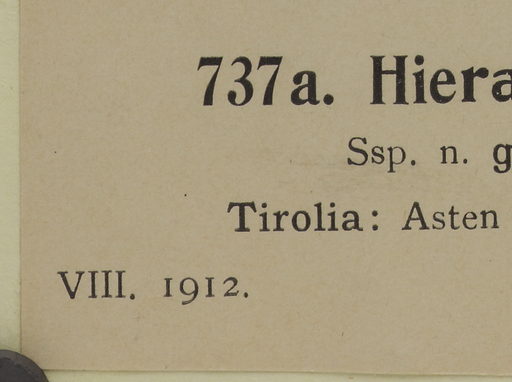 737a. Hiera
Ssp. n. g
Tirolia: Asten
VIII. 1912.